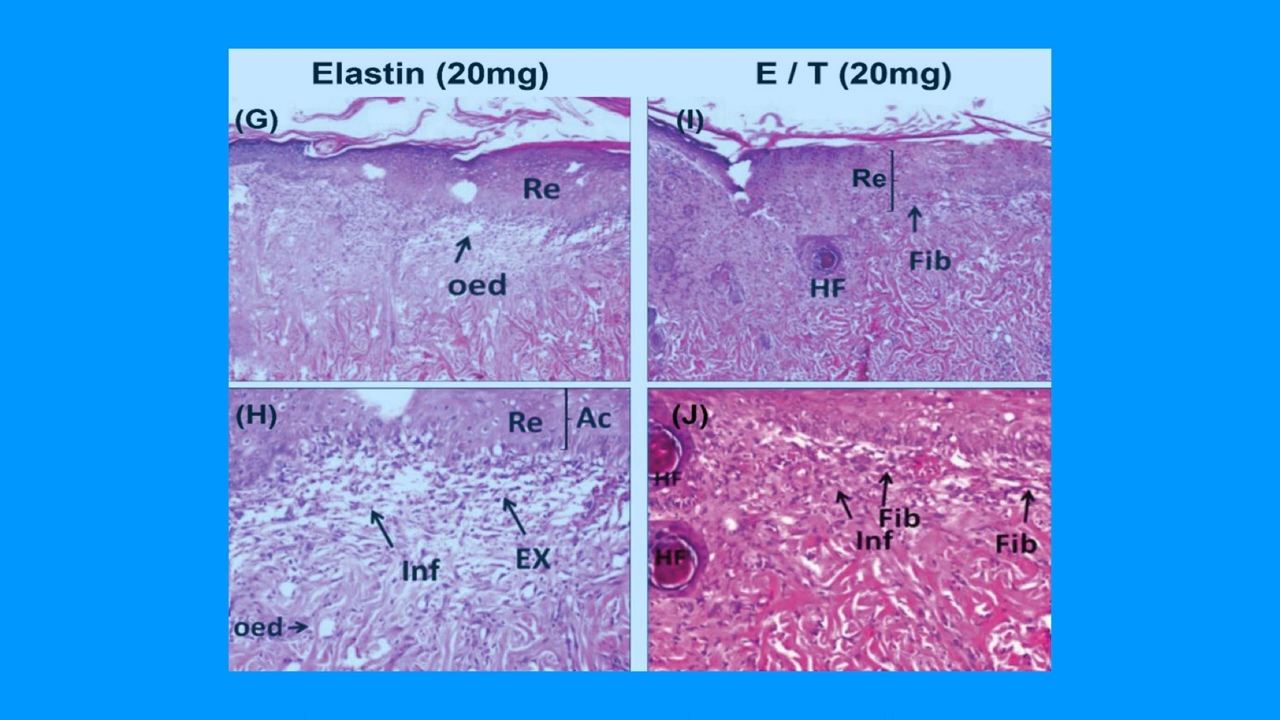 Elastin (20mg)
E / T (20mg)
(G)
Re
oed
(I)
Re
Fib
HF
(H)
Re
Ac
Inf
EX
oed
(J)
HF
HF
Fib
Inf
Fib